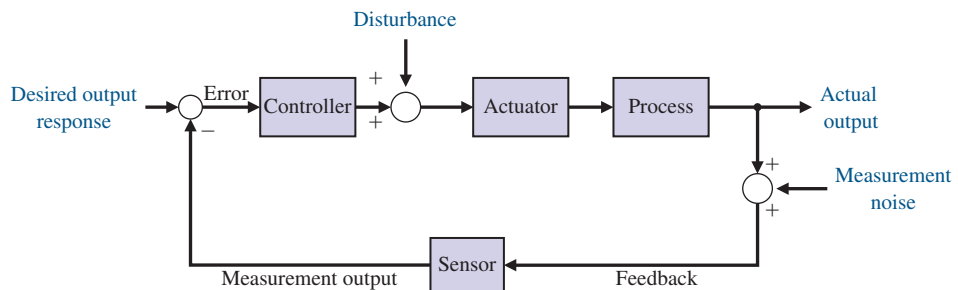 Disturbance
Desired output
response
Error
Controller
+
+
Actuator
Process
Actual
output
−
+
+
Measurement
noise
Sensor
Measurement output
Feedback